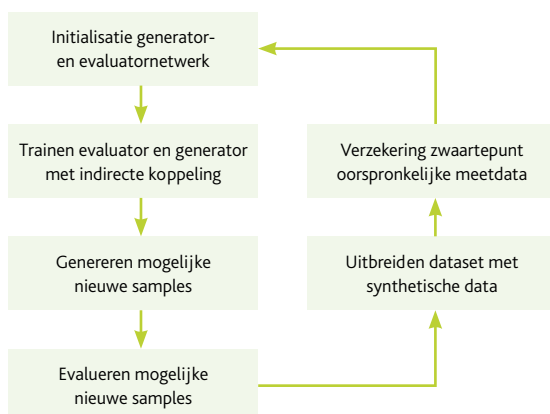 Initialisatie generator-
en evaluatornetwerk
Trainen evaluator en generator
met indirecte koppeling
Genereren mogelijke
nieuwe samples
Evalueren mogelijke
nieuwe samples
Uitbreiden dataset met
synthetische data
Verzekering zwaartepunt
oorspronkelijke meetdata